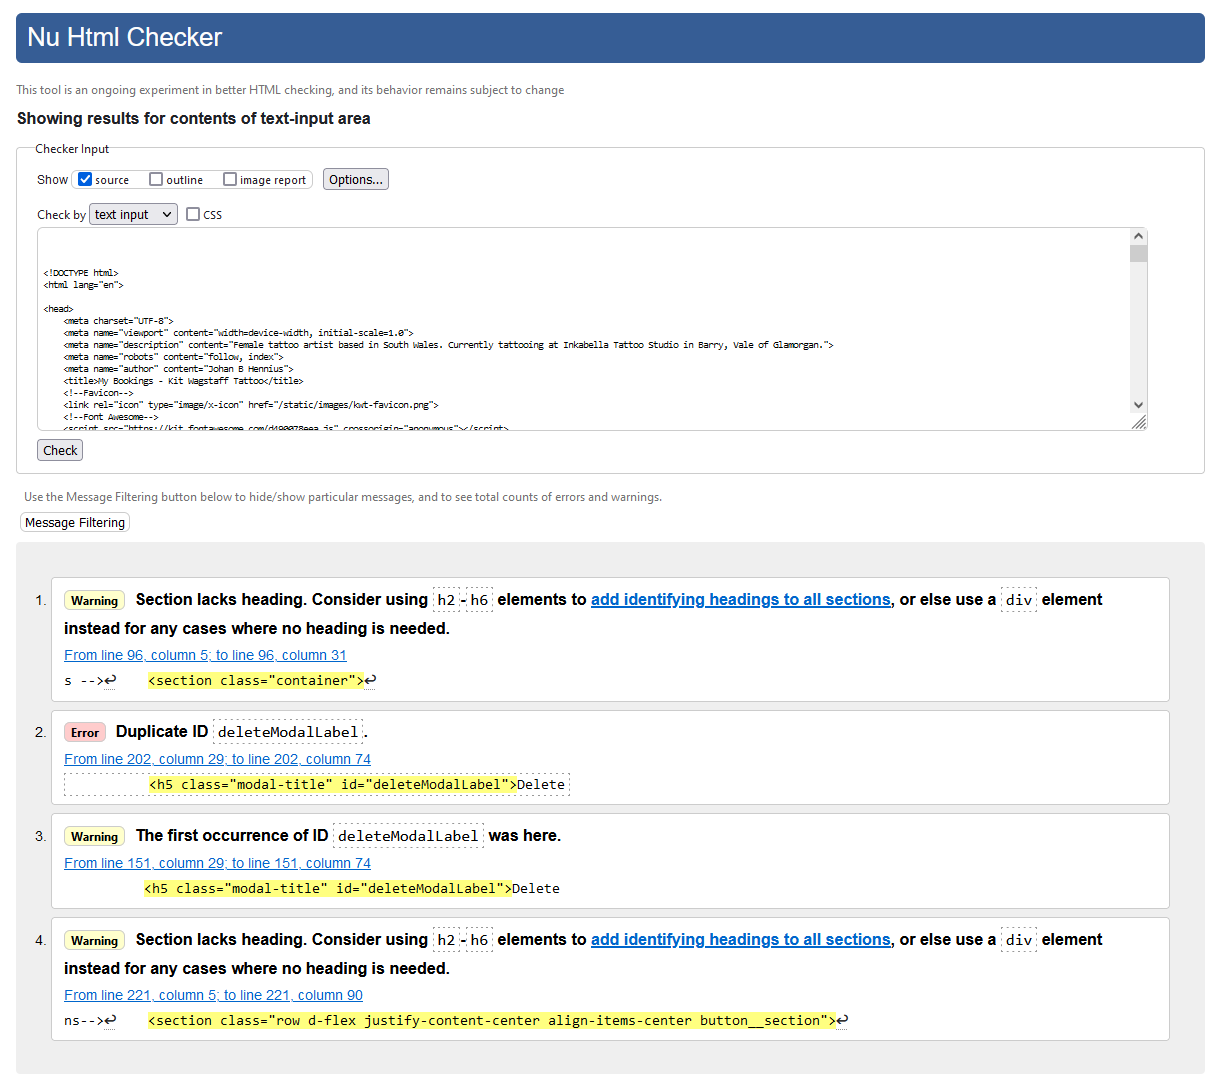 Nu Html Checker
This tool is an ongoing experiment in better HTML checking, and its behavior remains subject to change
Showing results for contents of text-input area
Checker Input
Show source outline image report Options...
Check by text input CSS
<!DOCTYPE html>
<html lang="en">
<head>
<meta charset="UTF-8">
<meta name="viewport" content="width=device-width, initial-scale=1.0">
<meta name="description" content="Female tattoo artist based in South Wales. Currently tattooing at Inkabella Tattoo Studio in Barry, Vale of Glamorgan.">
<meta name="robots" content="follow, index">
<meta name="author" content="Johan B Hennius">
<title>My Bookings - Kit Wagstaff Tattoo</title>
<!--Favicon-->
<link rel="icon" type="image/x-icon" href="/static/images/kwt-favicon.png">
<!--Font Awesome-->
<script src="https://kit.fontawesome.com/d490078eea.js" crossorigin="anonymous"></script>
Check
Use the Message Filtering button below to hide/show particular messages, and to see total counts of errors and warnings.
Message Filtering
1. Warning Section lacks heading. Consider using h2-h6 elements to add identifying headings to all sections, or else use a div element
instead for any cases where no heading is needed.
From line 96, column 5; to line 96, column 31
s -->↩ <section class="container">↩
2. Error Duplicate ID deleteModalLabel.
From line 202, column 29; to line 202, column 74
<h5 class="modal-title" id="deleteModalLabel">Delete
3. Warning The first occurrence of ID deleteModalLabel was here.
From line 151, column 29; to line 151, column 74
<h5 class="modal-title" id="deleteModalLabel">Delete
4. Warning Section lacks heading. Consider using h2-h6 elements to add identifying headings to all sections, or else use a div element
instead for any cases where no heading is needed.
From line 221, column 5; to line 221, column 90
ns-->↩ <section class="row d-flex justify-content-center align-items-center button__section">↩